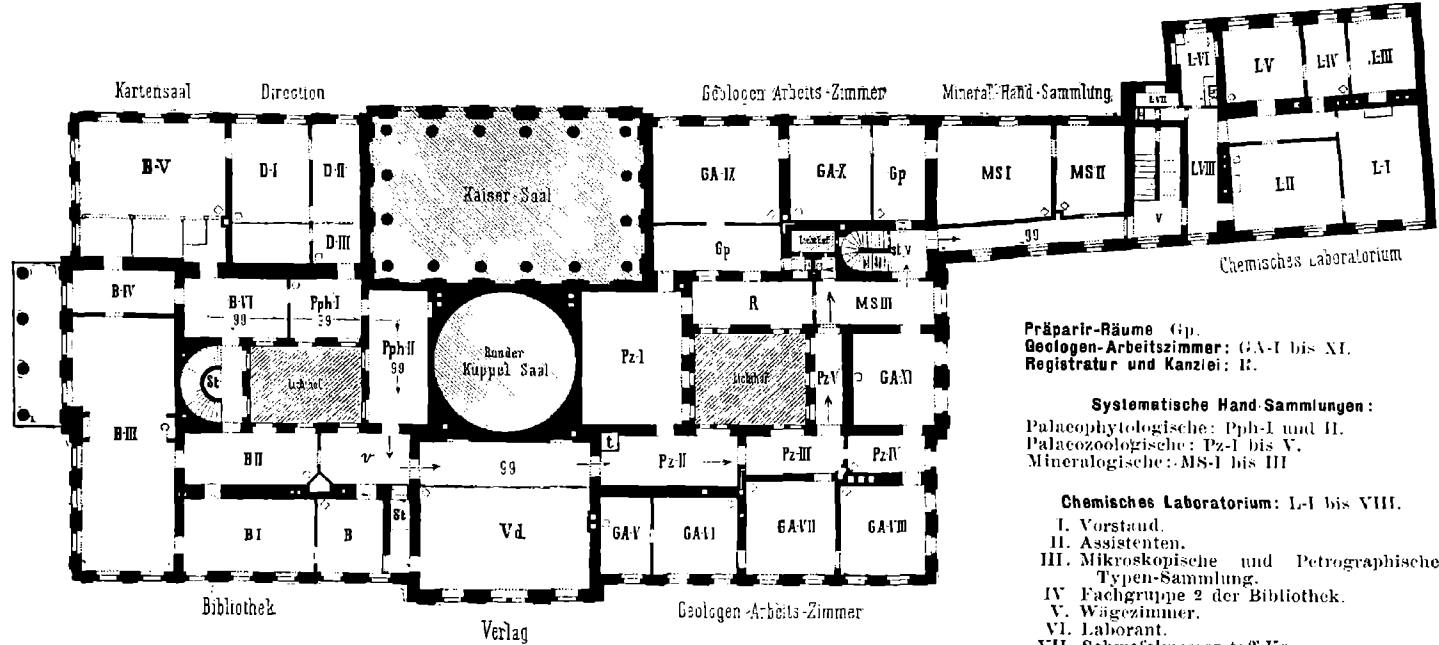 Kartensaal
Direction
Geologen Arbeits-Zimmer
Mineral. Hand-Sammlung.
L-VI
L-V
L-IV
L-III
L-VII
B-V
D-I
D-II
D-III
Kaiser-Saal
GA-IX
GA-X
Gp
MS I
MS II
v
L-VIII
L-II
L-I
Gp
Lichthof
St v
99
Chemisches Laboratorium
B-IV
B-VI
99
Pph-I
99
Pph-II
99
Runder
Kuppel Saal
Pz-I
R
MS III
St
Lichthof
Lichthof
Pz V
GA-XI
B-III
B II
v
99
t
Pz-II
Pz-III
Pz-IV
B I
B
St
Vd.
GA-V
GA-VI
GA-VII
GA-VIII
Bibliothek
Verlag
Geologen-Arbeits-Zimmer
Präparir-Räume Gp.
Geologen-Arbeitszimmer: GA-I bis XI.
Registratur und Kanzlei: R.
Systematische Hand-Sammlungen:
Palaeophytologische: Pph-I und II.
Palaeozoologische: Pz-I bis V.
Mineralogische: MS-I bis III
Chemisches Laboratorium: L-I bis VIII.
I. Vorstand.
II. Assistenten.
III. Mikroskopische und Petrographische
Typen-Sammlung.
IV Fachgruppe 2 der Bibliothek.
V. Wägezimmer.
VI. Laborant.